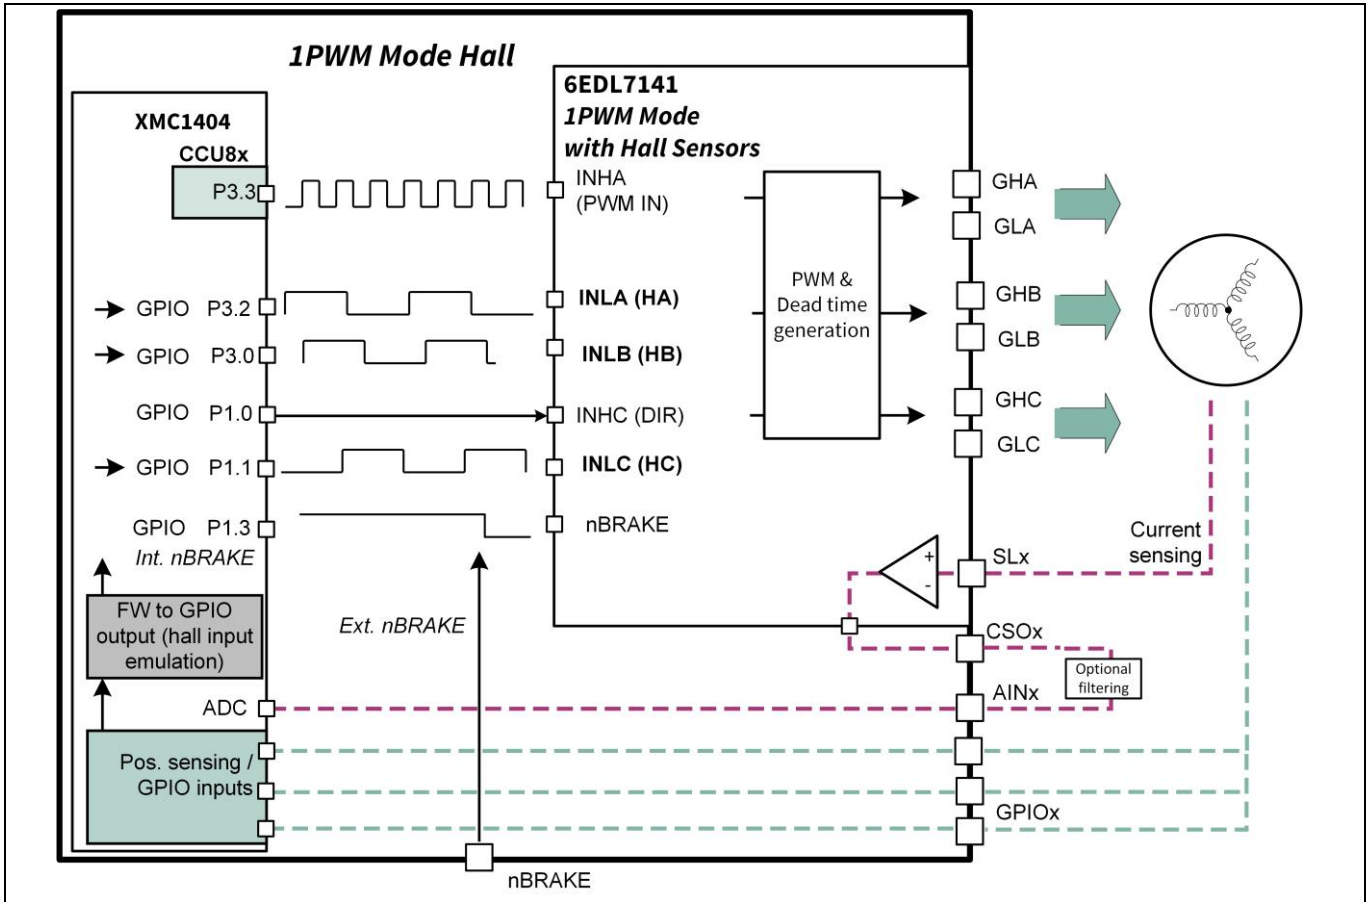 1PWM Mode Hall
XMC1404
CCU8x
P3.3
GPIO P3.2
GPIO P3.0
GPIO P1.0
GPIO P1.1
GPIO P1.3
Int. nBRAKE
FW to GPIO
output (hall input
emulation)
ADC
Pos. sensing /
GPIO inputs
Ext. nBRAKE
nBRAKE
6EDL7141
1PWM Mode
with Hall Sensors
INHA
(PWM IN)
INLA (HA)
INLB (HB)
INHC (DIR)
INLC (HC)
nBRAKE
PWM &
Dead time
generation
+
-
GHA
GLA
GHB
GLB
GHC
GLC
SLx
Current
sensing
CSOx
Optional
filtering
AINx
GPIOx